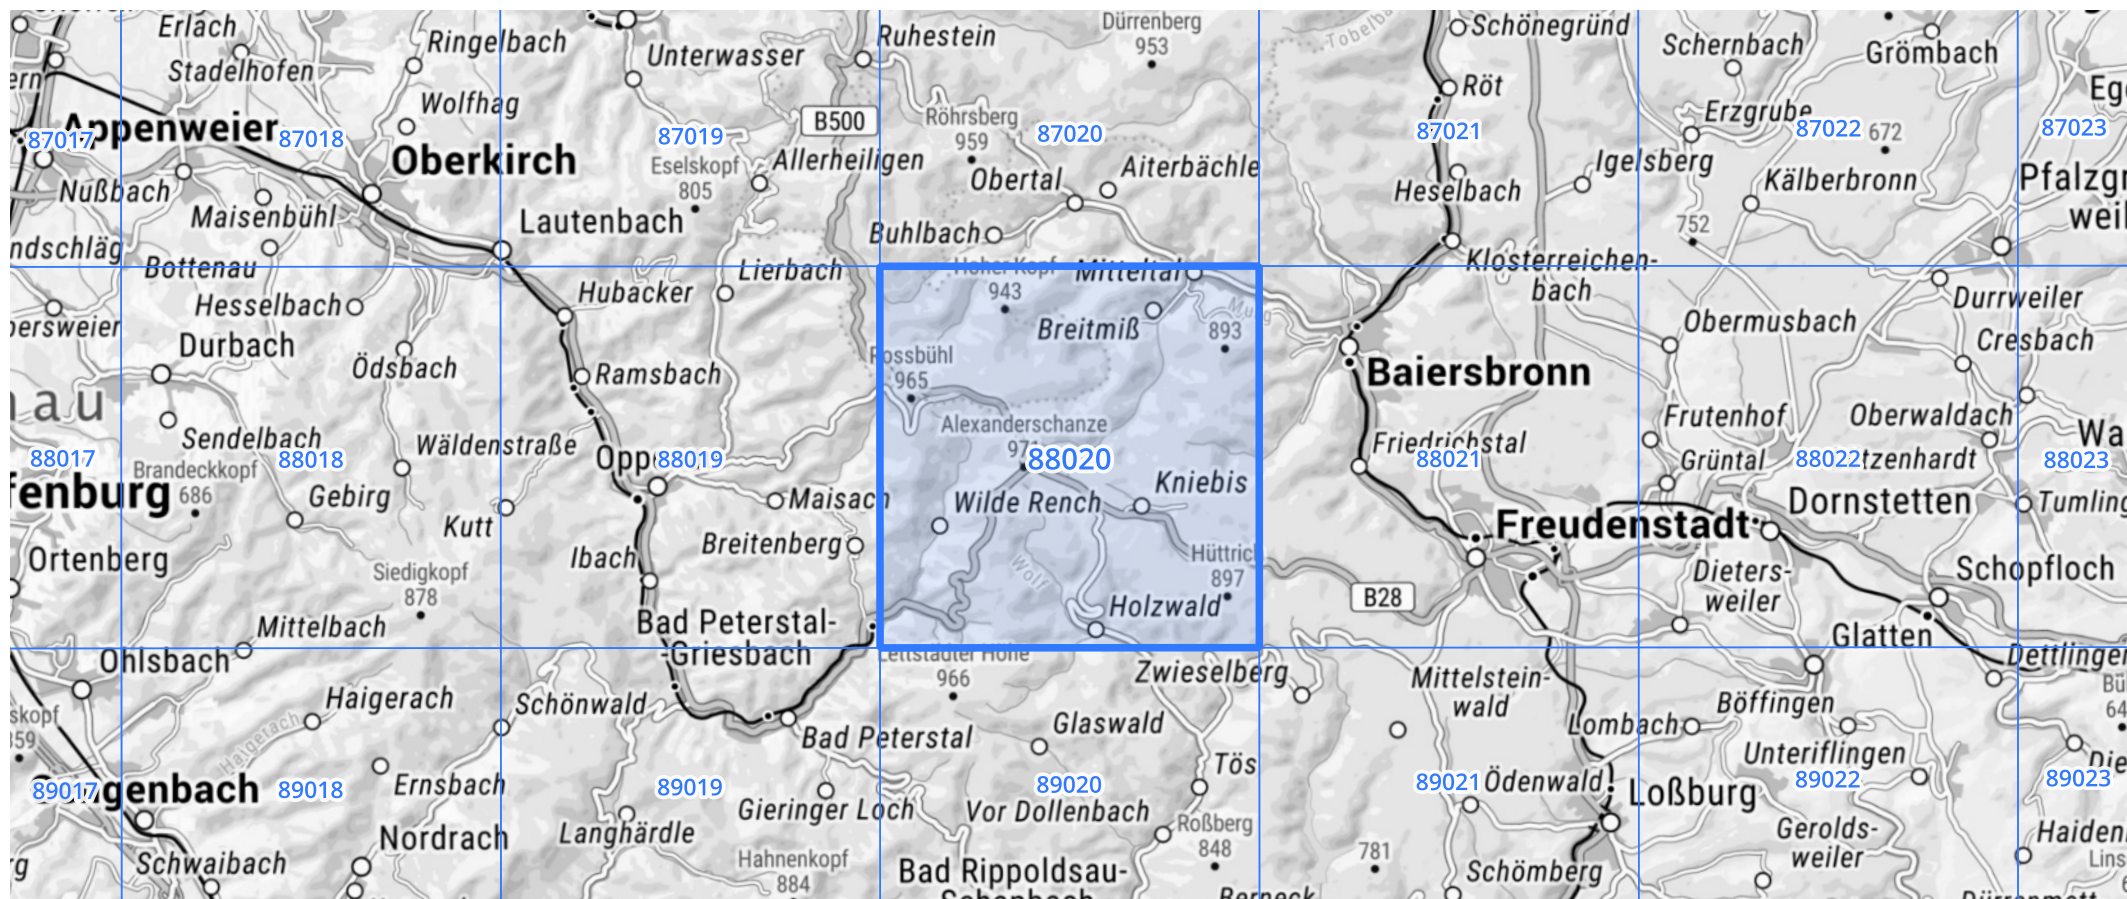 Erlach
Ringelbach
Unterwasser
Ruhestein
Dürrenberg
953
Schönegründ
Schernbach
Grömbach
Stadelhofen
Wolfhag
B500
Röhrsberg
959
Röt
Erzgrube
672
Appenweier
87017
87018
87019
87020
87021
87022
87023
Oberkirch
Eselskopf
805
Allerheiligen
Obertal
Aiterbächle
Heselbach
Igelsberg
Kälberbronn
Nußbach
Maisenbühl
Lautenbach
Buhlbach
752
Klosterreichen-
bach
Bottenau
Lierbach
Hoher Kopf
943
Mitteltal
Murg
Hesselbach
Hubacker
Breitmiß
893
Durrweiler
Obermusbach
Cresbach
Durbach
Ödsbach
Ramsbach
Rossbühl
965
Baiersbronn
Sendelbach
Wäldenstraße
Alexanderschanze
Friedrichstal
Frutenhof
Oberwaldach
88017
88018
88019
88020
88021
88022
88023
Brandeckkopf
686
Grüntal
Gebirg
Kutt
Maisach
Wilde Rench
Kniebis
Dornstetten
Freudenstadt
Ortenberg
Ibach
Breitenberg
Wolf
897
Siedigkopf
878
B28
Dieters-
weiler
Schopfloch
Holzwald
Mittelbach
Bad Peterstal-
-Griesbach
Glatten
Ohlsbach
966
Zwieselberg
Mittelstein-
wald
Haigerach
Haigerach
Schönwald
Glaswald
Lombach
Böffingen
Bad Peterstal
Unteriflingen
89017
89018
89019
89020
89021
89022
89023
Ernsbach
Gieringer Loch
Vor Dollenbach
Ödenwald
Loßburg
Nordrach
Langhärdle
Roßberg
848
Gerolds-
weiler
Schwaibach
Hahnenkopf
884
Bad Rippoldsau-
781
Schömberg